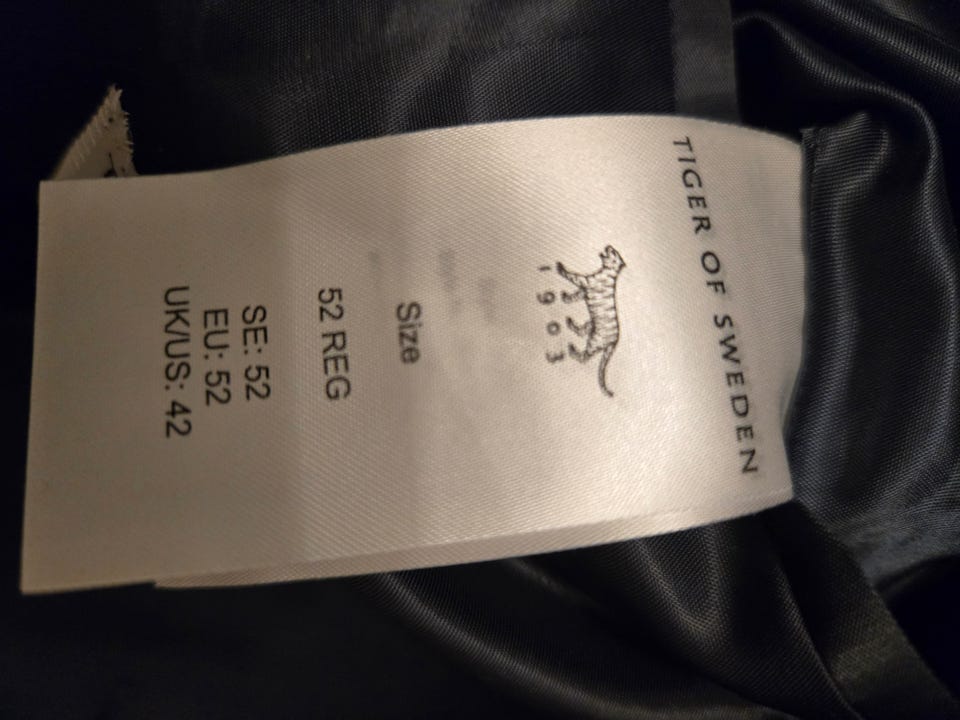 TIGER OF SWEDEN
1903
Size
52 REG
SE: 52
EU: 52
UK/US: 42